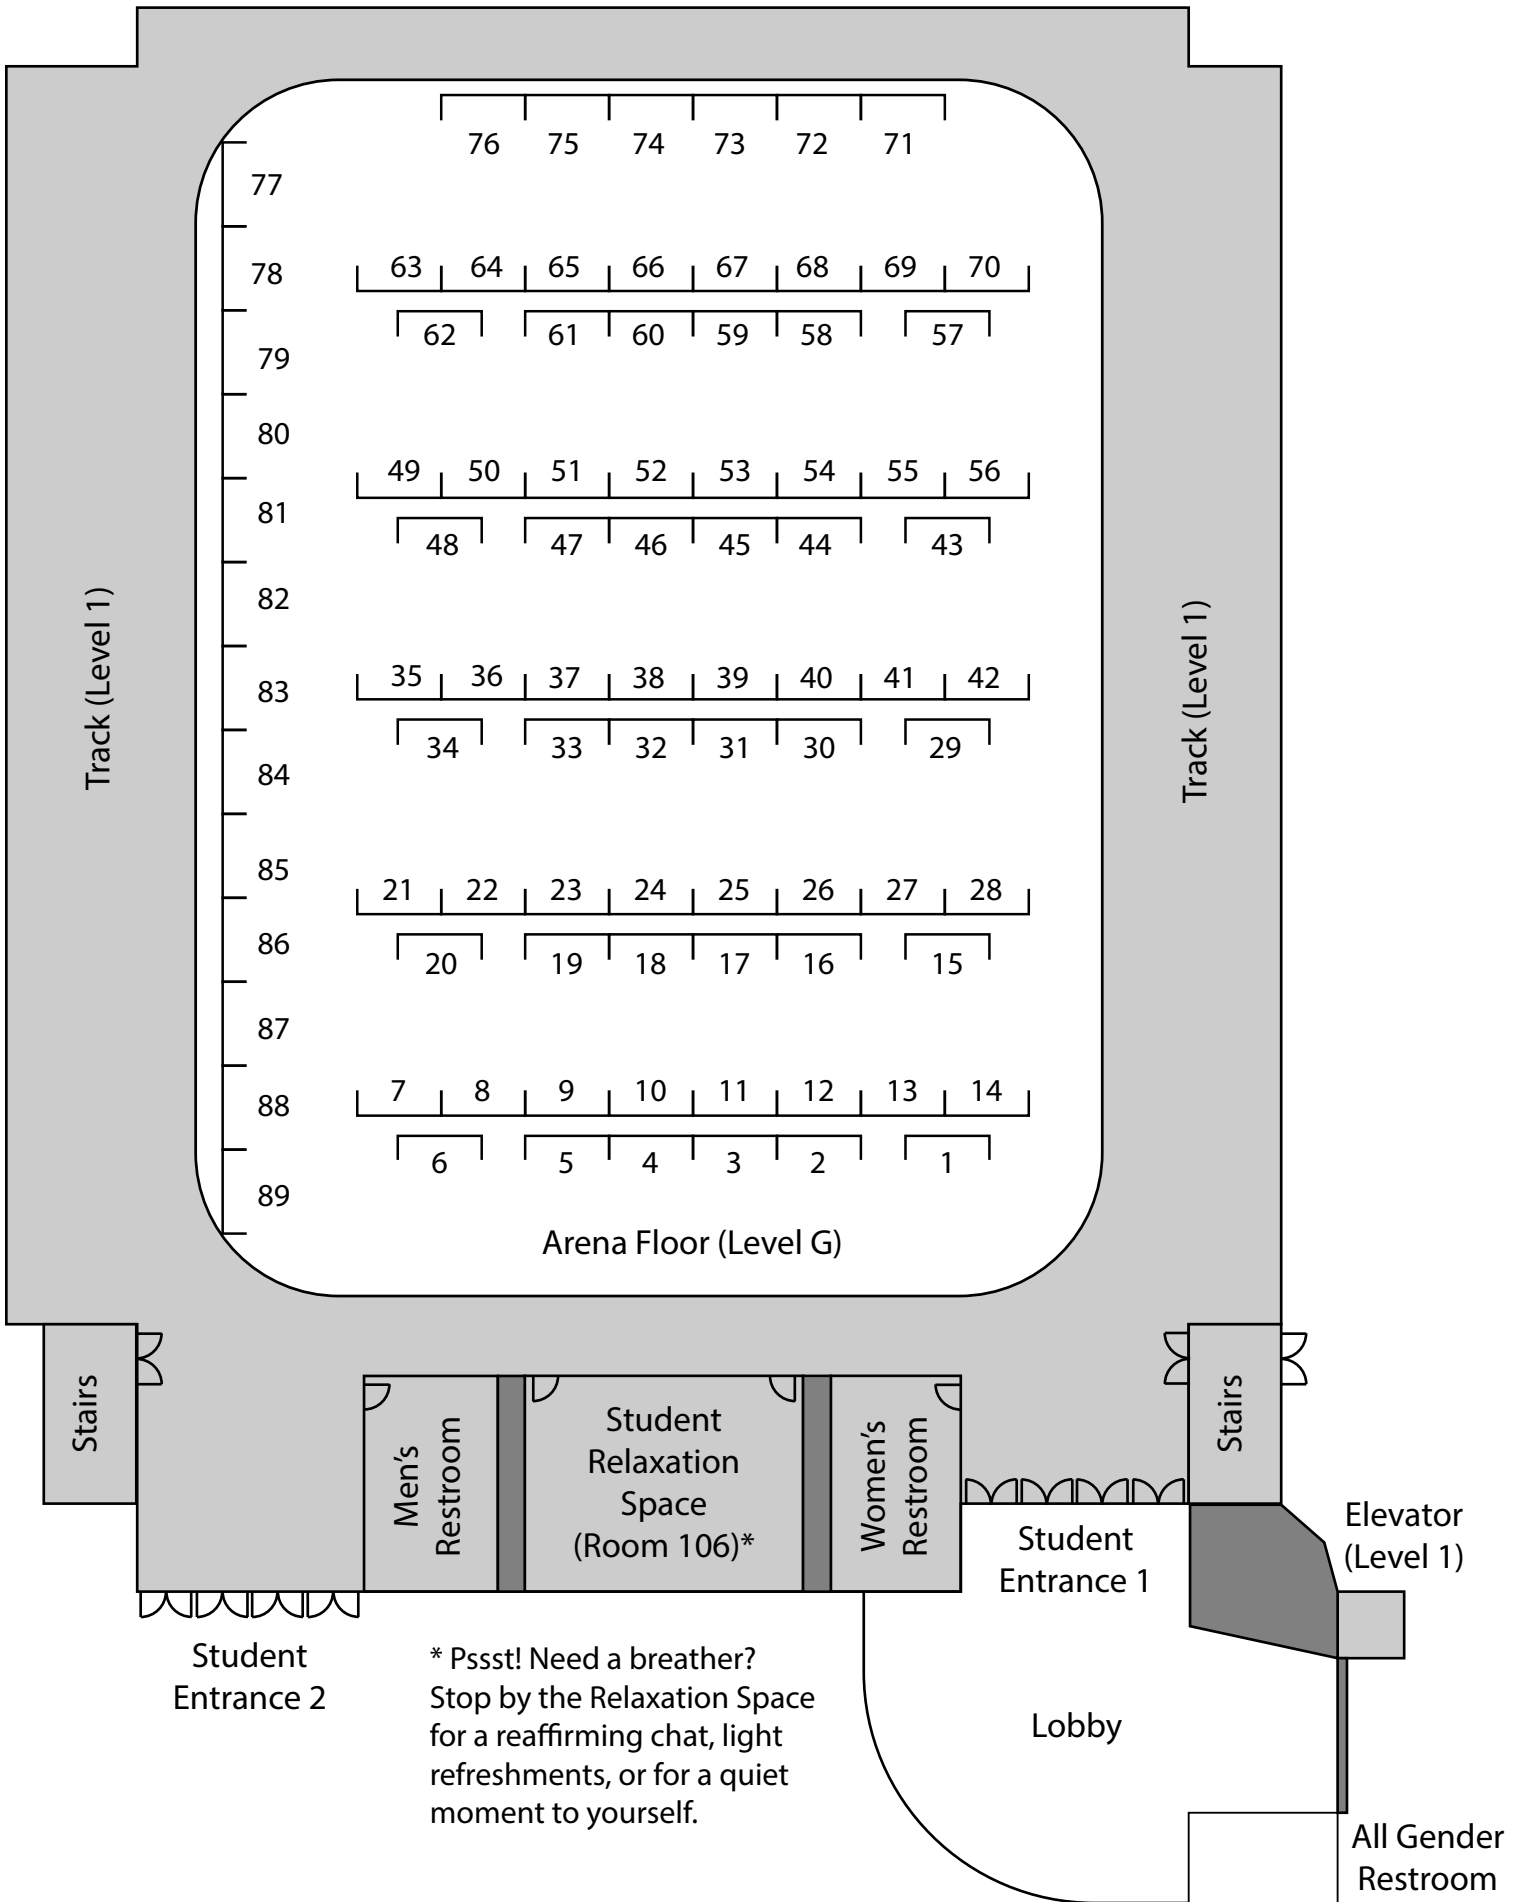 76 75 74 73 72 71
77
78
63 64 65 66 67 68 69 70
62 61 60 59 58 57
79
80
49 50 51 52 53 54 55 56
81
48 47 46 45 44 43
82
Track (Level 1)
Track (Level 1)
83
35 36 37 38 39 40 41 42
34 33 32 31 30 29
84
85
21 22 23 24 25 26 27 28
86
20 19 18 17 16 15
87
88
7 8 9 10 11 12 13 14
6 5 4 3 2 1
89
Arena Floor (Level G)
Stairs
Men's
Restroom
Student
Relaxation
Space
(Room 106)*
Women's
Restroom
Stairs
Student
Entrance 1
Elevator
(Level 1)
Student
Entrance 2
* Pssst! Need a breather?
Stop by the Relaxation Space
for a reaffirming chat, light
refreshments, or for a quiet
moment to yourself.
Lobby
All Gender
Restroom